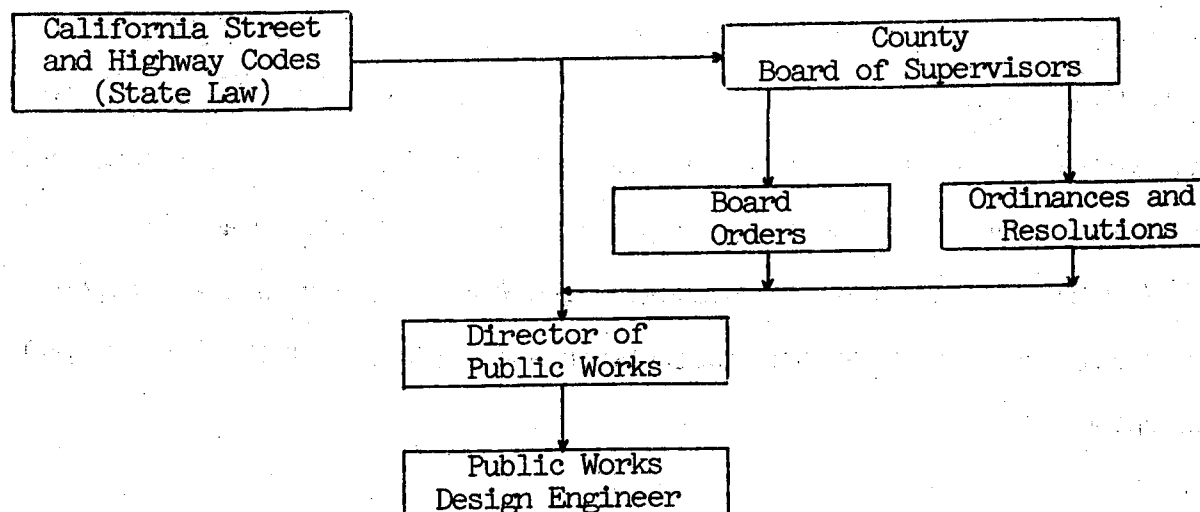 California Street
and Highway Codes
(State Law)
County
Board of Supervisors
Board
Orders
Ordinances and
Resolutions
Director of
Public Works
Public Works
Design Engineer